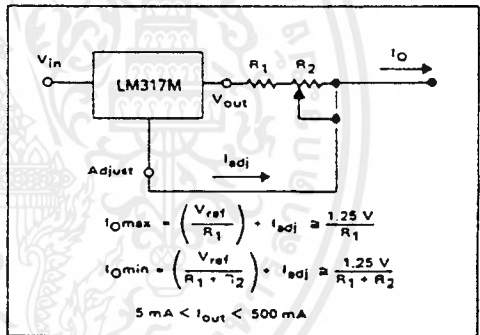 Vin
LM317M
Vout
R1
R2
IO
Adjust
Iadj
IOmax = (Vref / R1) + Iadj ≅ 1.25 V / R1
IOmin = (Vref / (R1 + R2)) + Iadj ≅ 1.25 V / (R1 + R2)
5 mA < Iout < 500 mA